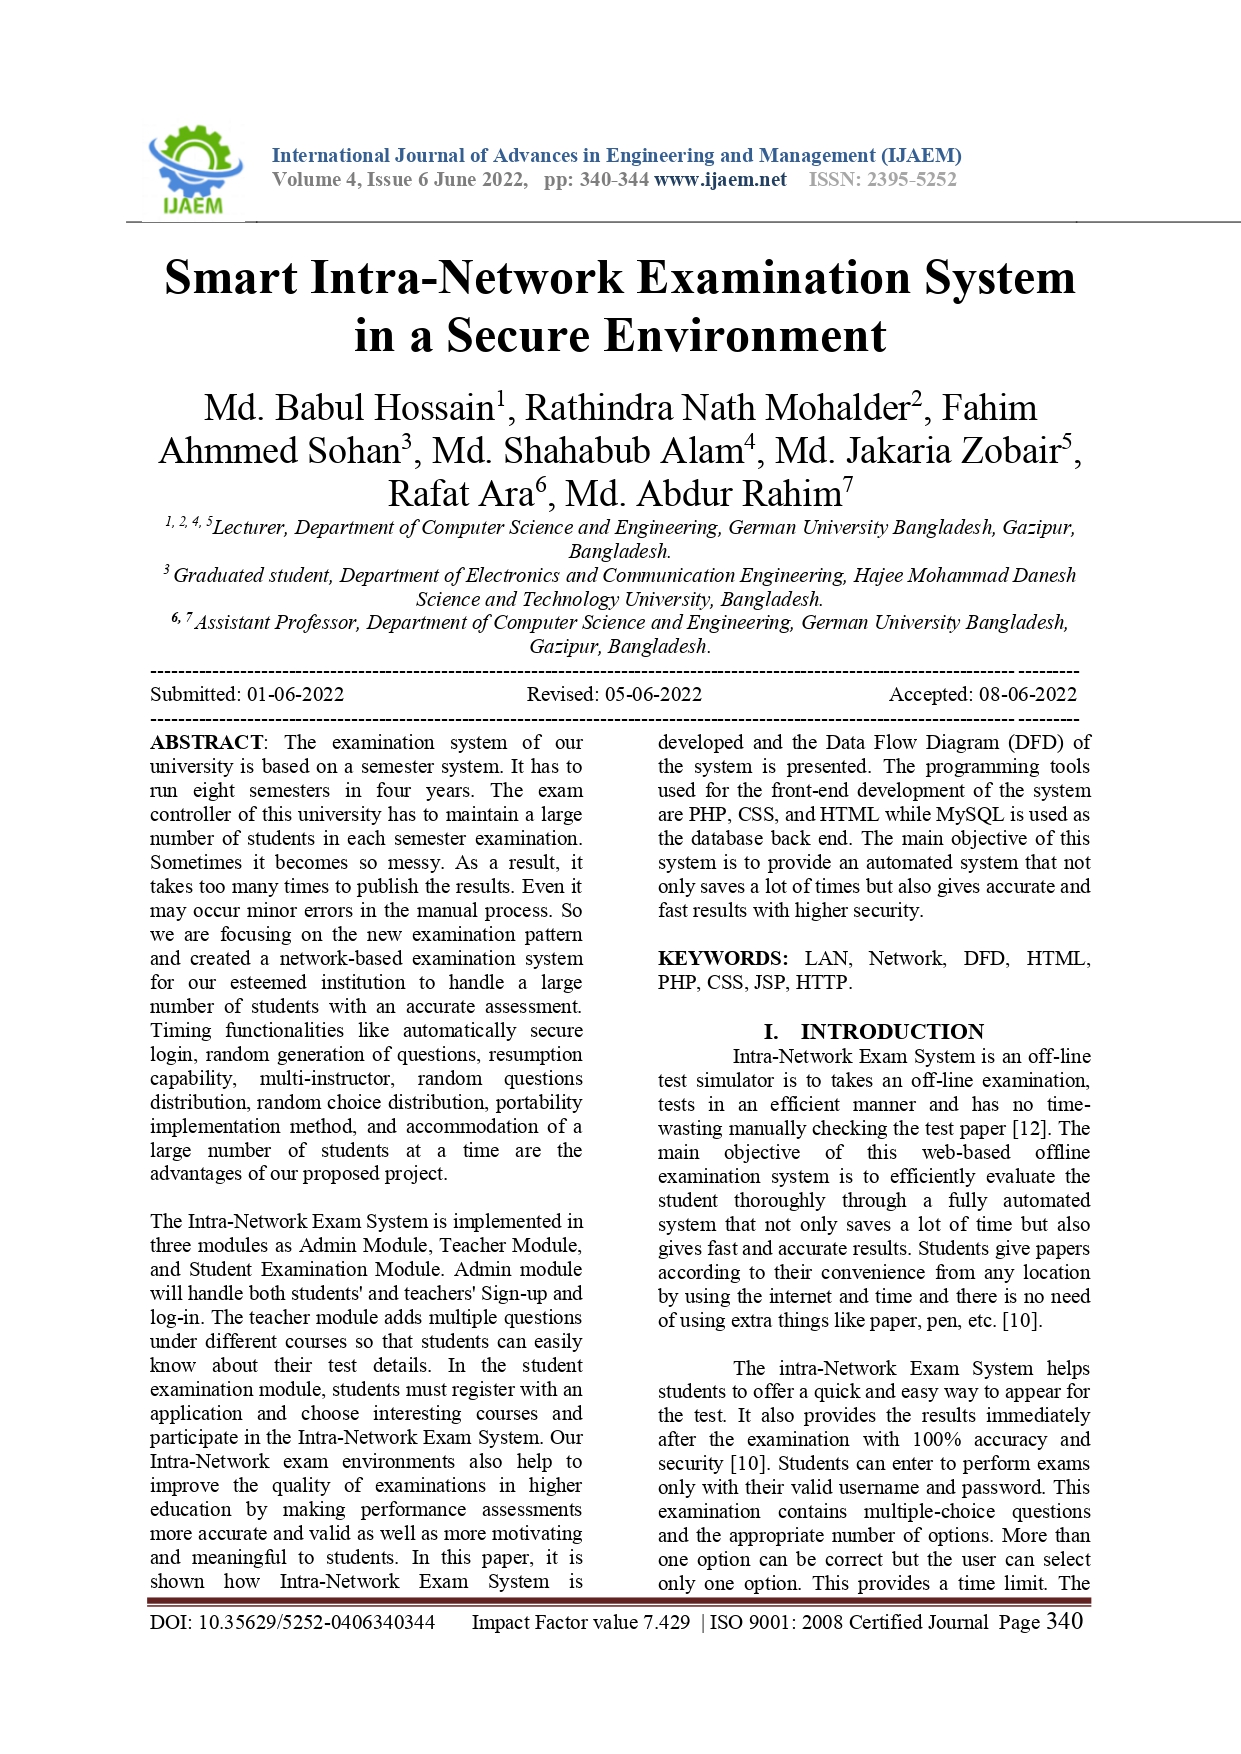 IJAEM
International Journal of Advances in Engineering and Management (IJAEM)
Volume 4, Issue 6 June 2022, pp: 340-344 www.ijaem.net ISSN: 2395-5252
Smart Intra-Network Examination System
in a Secure Environment
Md. Babul Hossain1, Rathindra Nath Mohalder2, Fahim
Ahmmed Sohan3, Md. Shahabub Alam4, Md. Jakaria Zobair5,
Rafat Ara6, Md. Abdur Rahim7
1, 2, 4, 5Lecturer, Department of Computer Science and Engineering, German University Bangladesh, Gazipur,
Bangladesh.
3 Graduated student, Department of Electronics and Communication Engineering, Hajee Mohammad Danesh
Science and Technology University, Bangladesh.
6, 7 Assistant Professor, Department of Computer Science and Engineering, German University Bangladesh,
Gazipur, Bangladesh.
Submitted: 01-06-2022 Revised: 05-06-2022 Accepted: 08-06-2022
ABSTRACT: The examination system of our
university is based on a semester system. It has to
run eight semesters in four years. The exam
controller of this university has to maintain a large
number of students in each semester examination.
Sometimes it becomes so messy. As a result, it
takes too many times to publish the results. Even it
may occur minor errors in the manual process. So
we are focusing on the new examination pattern
and created a network-based examination system
for our esteemed institution to handle a large
number of students with an accurate assessment.
Timing functionalities like automatically secure
login, random generation of questions, resumption
capability, multi-instructor, random questions
distribution, random choice distribution, portability
implementation method, and accommodation of a
large number of students at a time are the
advantages of our proposed project.
The Intra-Network Exam System is implemented in
three modules as Admin Module, Teacher Module,
and Student Examination Module. Admin module
will handle both students' and teachers' Sign-up and
log-in. The teacher module adds multiple questions
under different courses so that students can easily
know about their test details. In the student
examination module, students must register with an
application and choose interesting courses and
participate in the Intra-Network Exam System. Our
Intra-Network exam environments also help to
improve the quality of examinations in higher
education by making performance assessments
more accurate and valid as well as more motivating
and meaningful to students. In this paper, it is
shown how Intra-Network Exam System is
developed and the Data Flow Diagram (DFD) of
the system is presented. The programming tools
used for the front-end development of the system
are PHP, CSS, and HTML while MySQL is used as
the database back end. The main objective of this
system is to provide an automated system that not
only saves a lot of times but also gives accurate and
fast results with higher security.
KEYWORDS: LAN, Network, DFD, HTML,
PHP, CSS, JSP, HTTP.
I. INTRODUCTION
Intra-Network Exam System is an off-line
test simulator is to takes an off-line examination,
tests in an efficient manner and has no time-
wasting manually checking the test paper [12]. The
main objective of this web-based offline
examination system is to efficiently evaluate the
student thoroughly through a fully automated
system that not only saves a lot of time but also
gives fast and accurate results. Students give papers
according to their convenience from any location
by using the internet and time and there is no need
of using extra things like paper, pen, etc. [10].
The intra-Network Exam System helps
students to offer a quick and easy way to appear for
the test. It also provides the results immediately
after the examination with 100% accuracy and
security [10]. Students can enter to perform exams
only with their valid username and password. This
examination contains multiple-choice questions
and the appropriate number of options. More than
one option can be correct but the user can select
only one option. This provides a time limit. The
DOI: 10.35629/5252-0406340344 Impact Factor value 7.429 | ISO 9001: 2008 Certified Journal Page 340